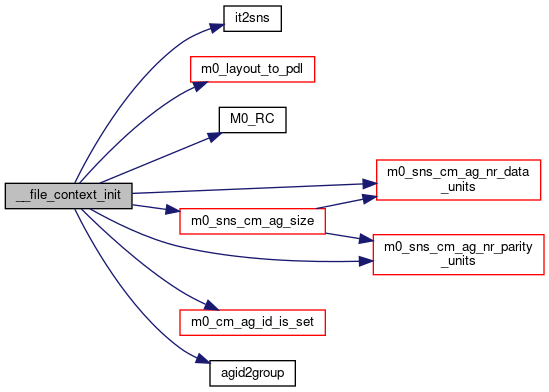 it2sns
m0_layout_to_pdl
M0_RC
__file_context_init
m0_sns_cm_ag_nr_data
_units
m0_sns_cm_ag_size
m0_sns_cm_ag_nr_parity
_units
m0_cm_ag_id_is_set
agid2group